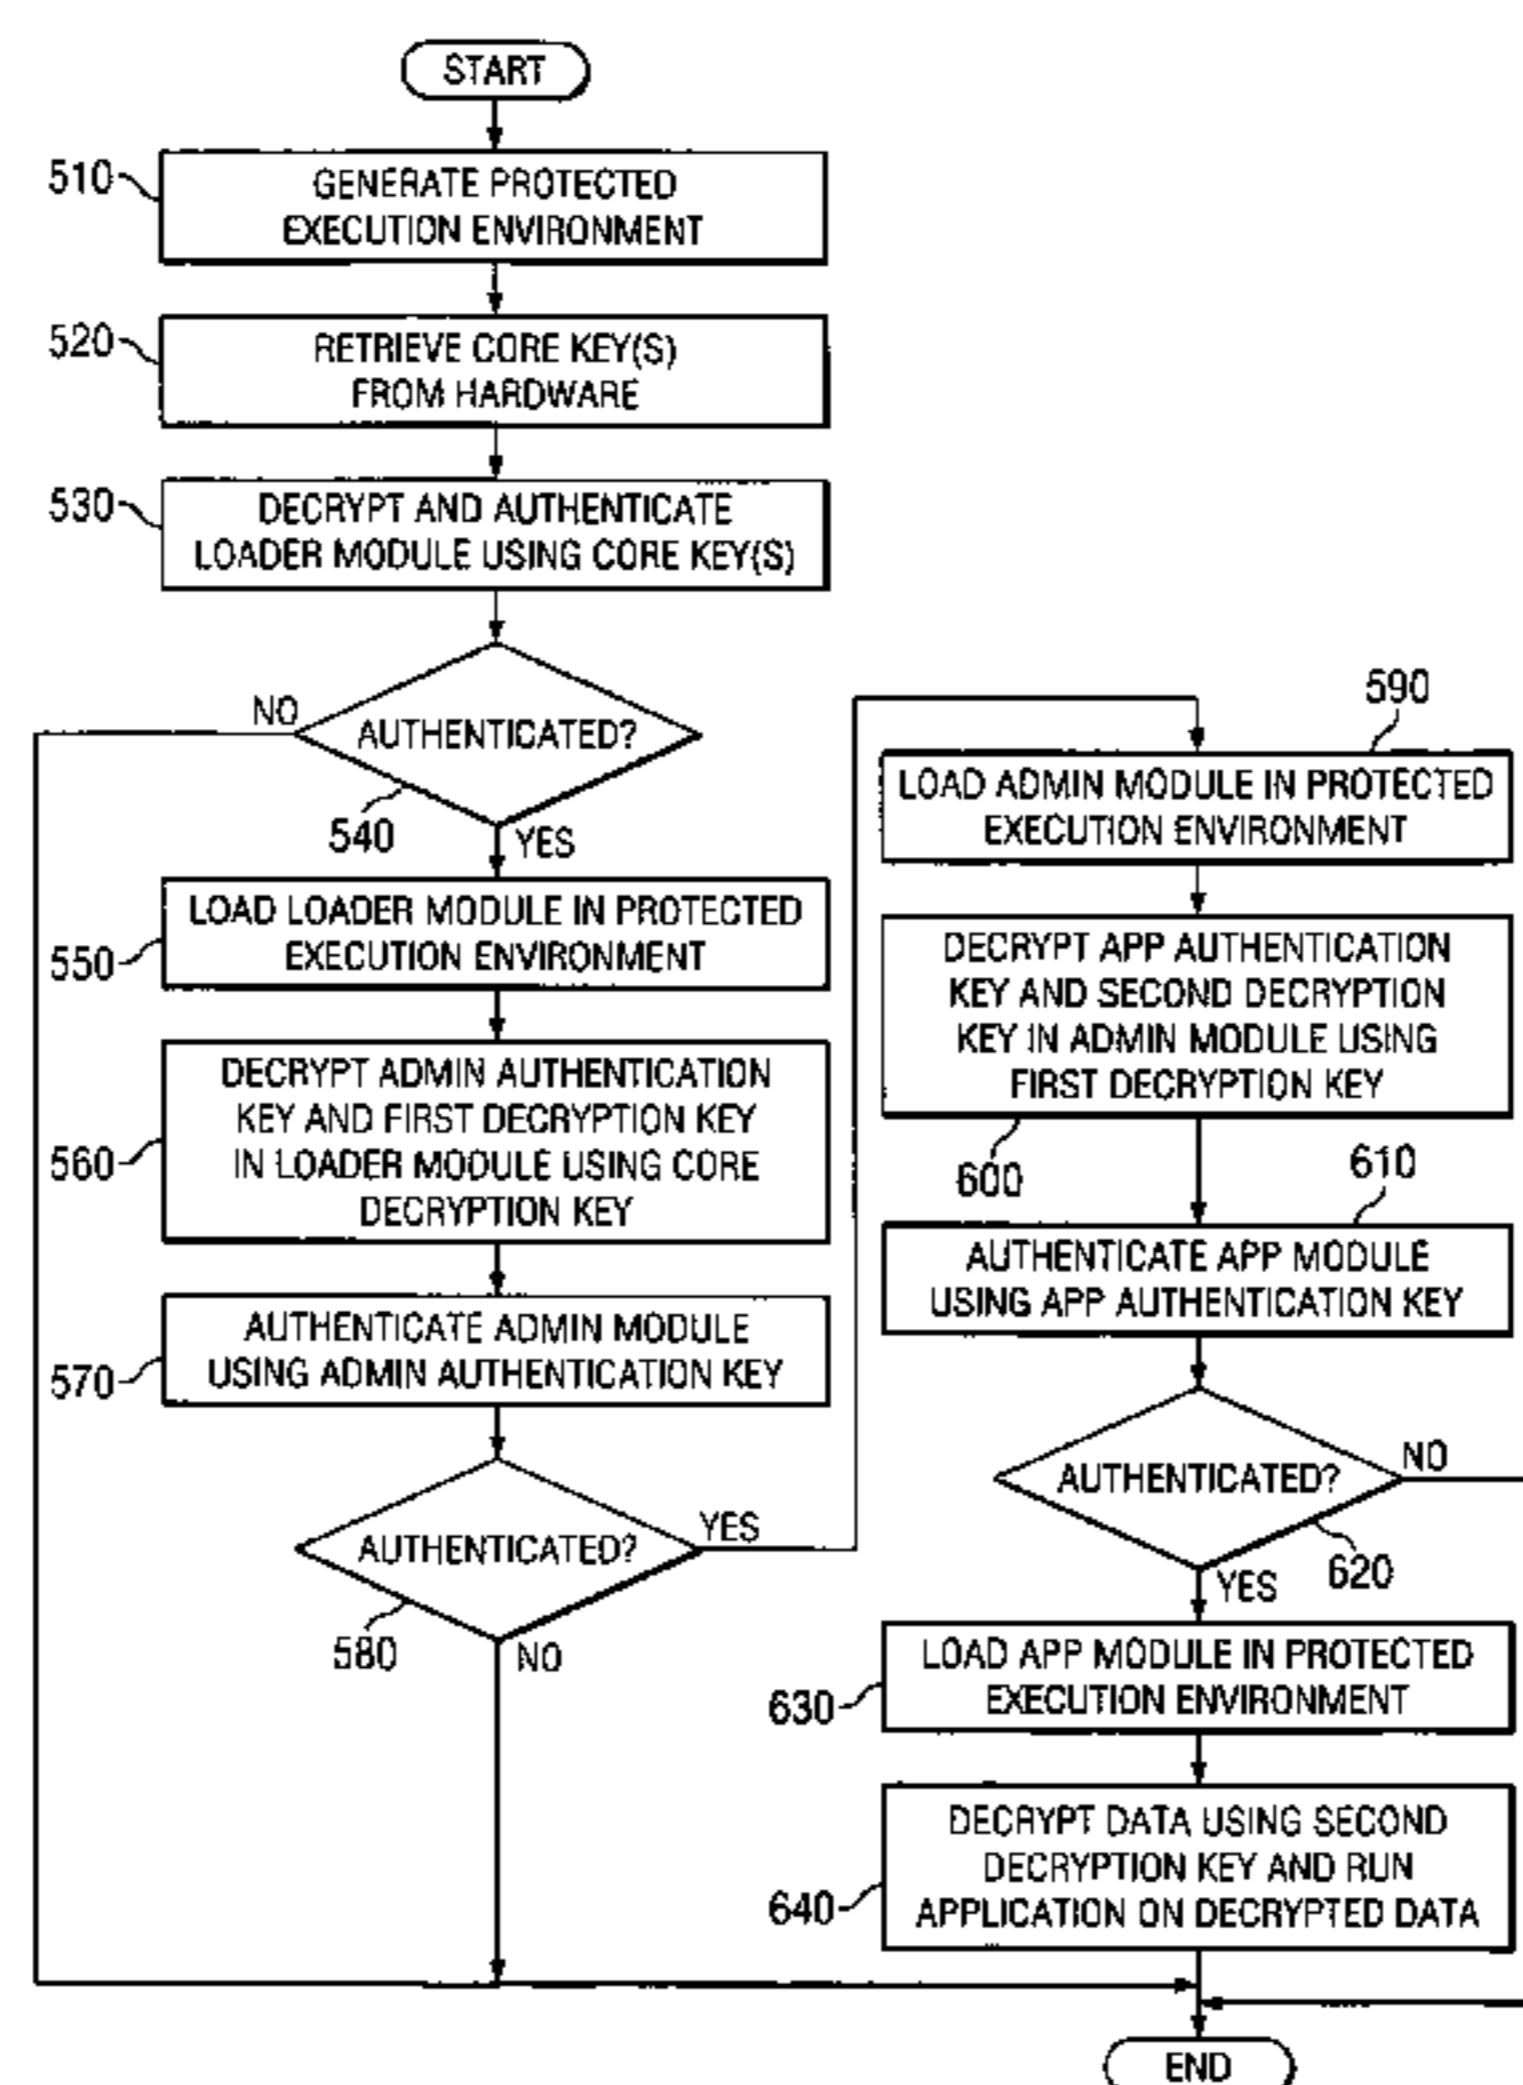 START
510
GENERATE PROTECTED
EXECUTION ENVIRONMENT
520
RETRIEVE CORE KEY(S)
FROM HARDWARE
530
DECRYPT AND AUTHENTICATE
LOADER MODULE USING CORE KEY(S)
NO
AUTHENTICATED?
540
YES
LOAD LOADER MODULE IN PROTECTED
EXECUTION ENVIRONMENT
550
DECRYPT ADMIN AUTHENTICATION
KEY AND FIRST DECRYPTION KEY
IN LOADER MODULE USING CORE
DECRYPTION KEY
560
AUTHENTICATE ADMIN MODULE
USING ADMIN AUTHENTICATION KEY
570
AUTHENTICATED?
YES
580
NO
590
LOAD ADMIN MODULE IN PROTECTED
EXECUTION ENVIRONMENT
DECRYPT APP AUTHENTICATION
KEY AND SECOND DECRYPTION
KEY IN ADMIN MODULE USING
FIRST DECRYPTION KEY
600
610
AUTHENTICATE APP MODULE
USING APP AUTHENTICATION KEY
AUTHENTICATED?
NO
620
YES
LOAD APP MODULE IN PROTECTED
EXECUTION ENVIRONMENT
630
DECRYPT DATA USING SECOND
DECRYPTION KEY AND RUN
APPLICATION ON DECRYPTED DATA
640
END